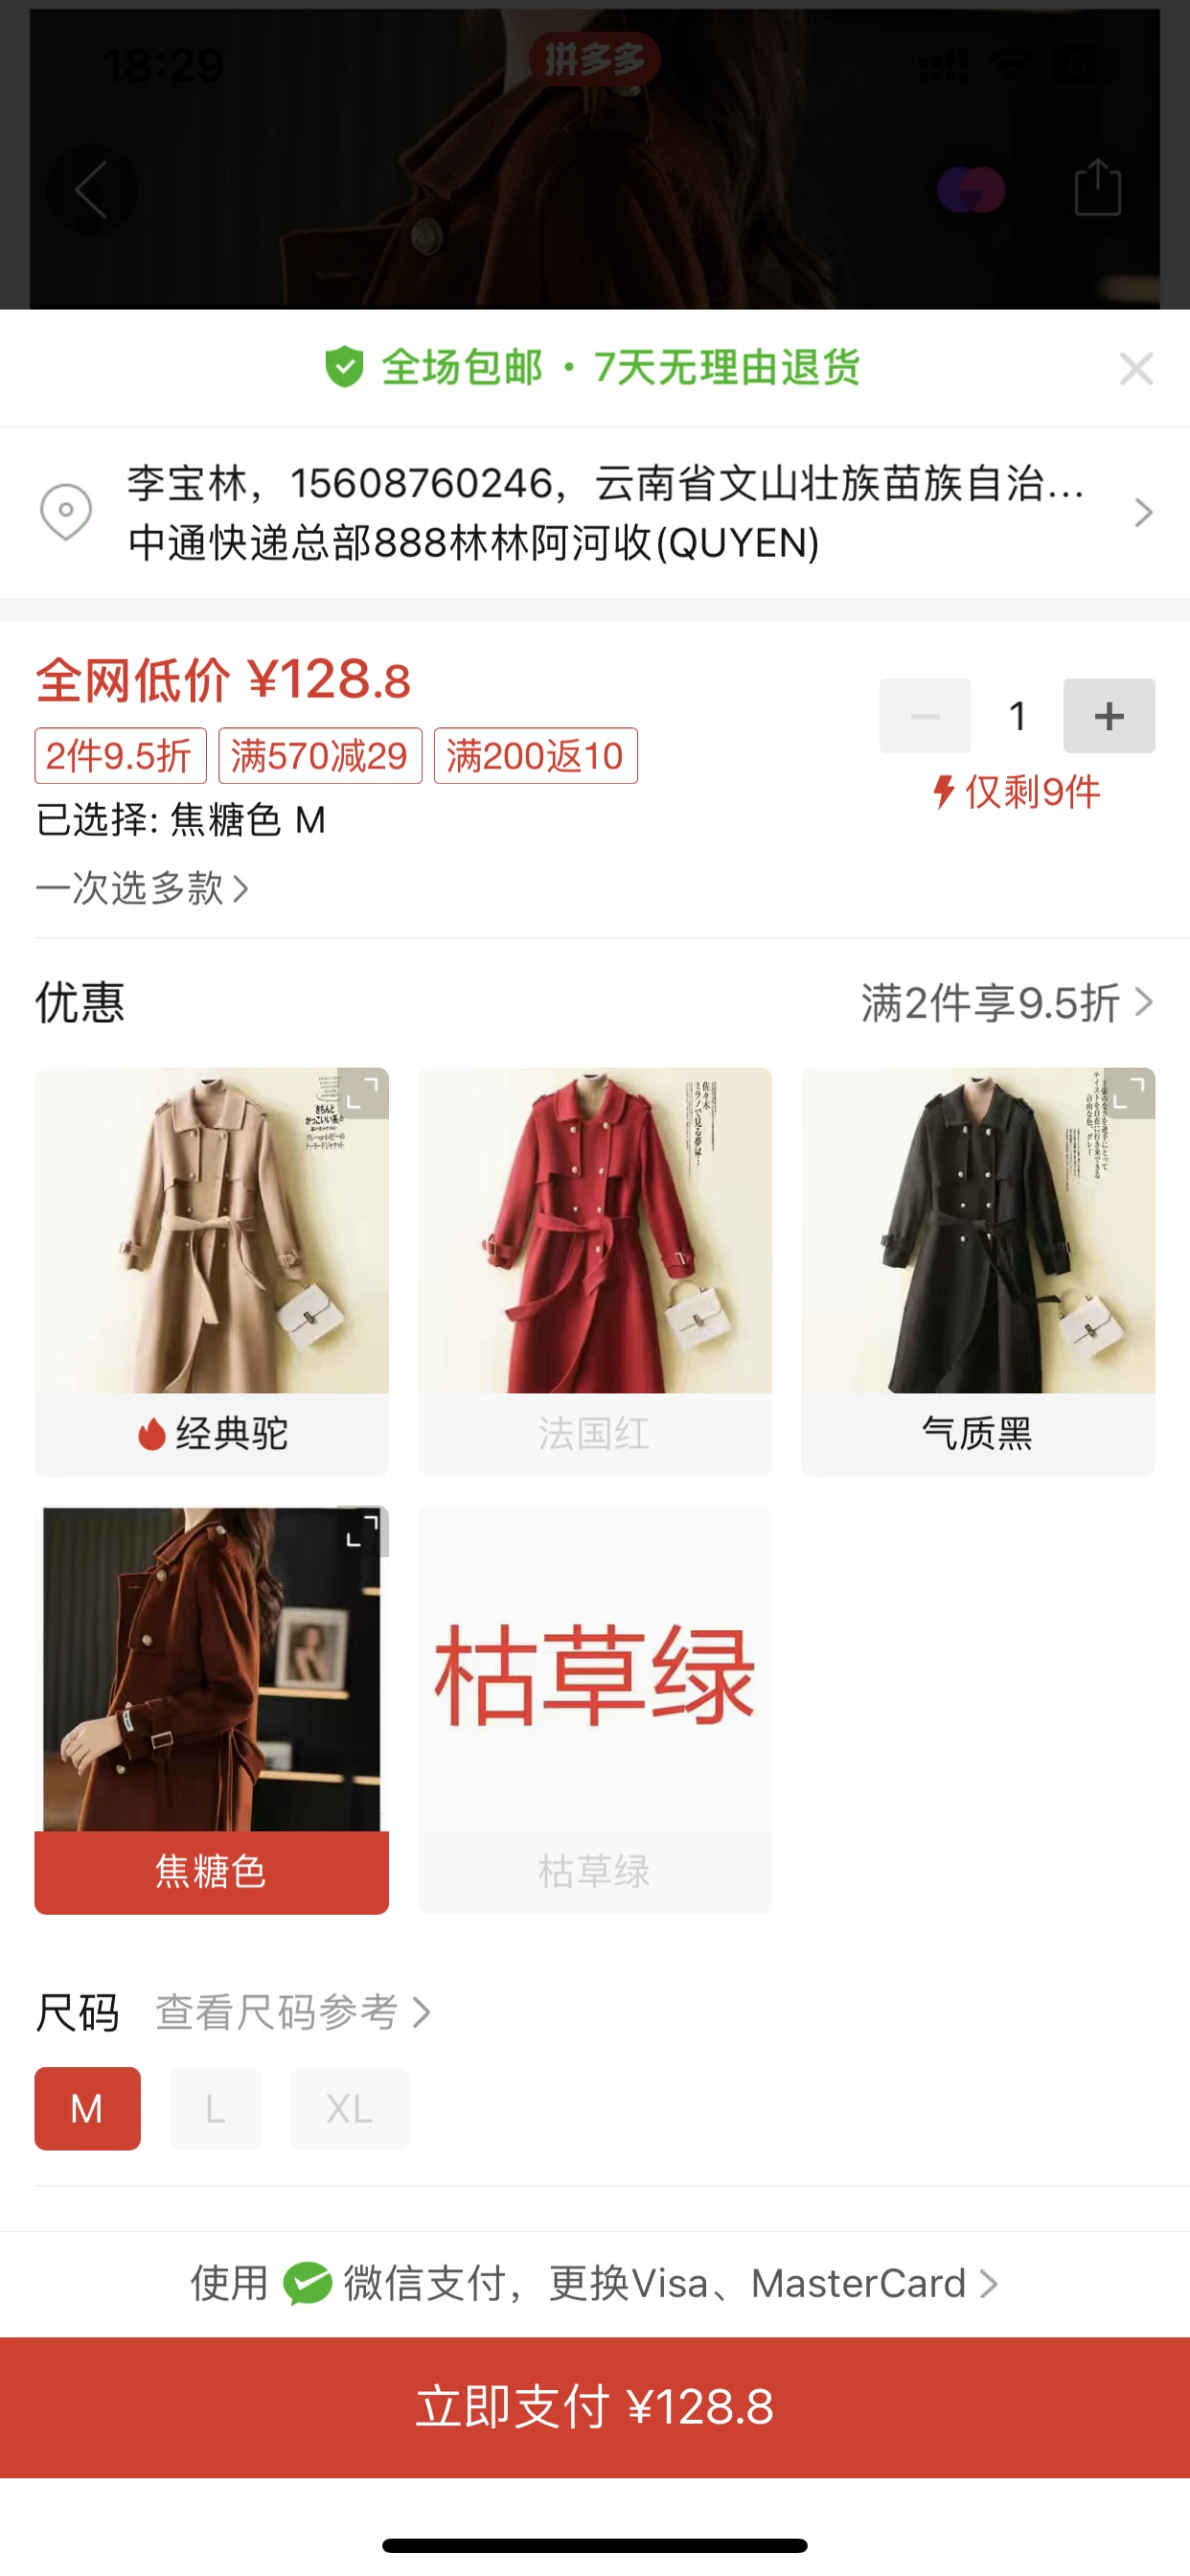 18:29
拼多多
全场包邮 · 7天无理由退货
李宝林，15608760246，云南省文山壮族苗族自治...
中通快递总部888林林阿河收(QUYEN)
全网低价 ¥128.8
2件9.5折 满570减29 满200返10
1
仅剩9件
已选择: 焦糖色 M
一次选多款
优惠
满2件享9.5折
经典驼
法国红
气质黑
枯草绿
焦糖色
枯草绿
尺码 查看尺码参考
M L XL
使用 微信支付，更换Visa、MasterCard
立即支付 ¥128.8